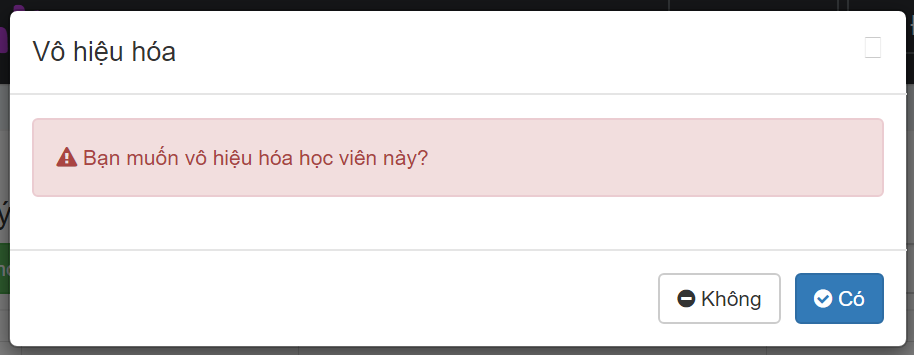 Vô hiệu hóa
Bạn muốn vô hiệu hóa học viên này?
Không
Có